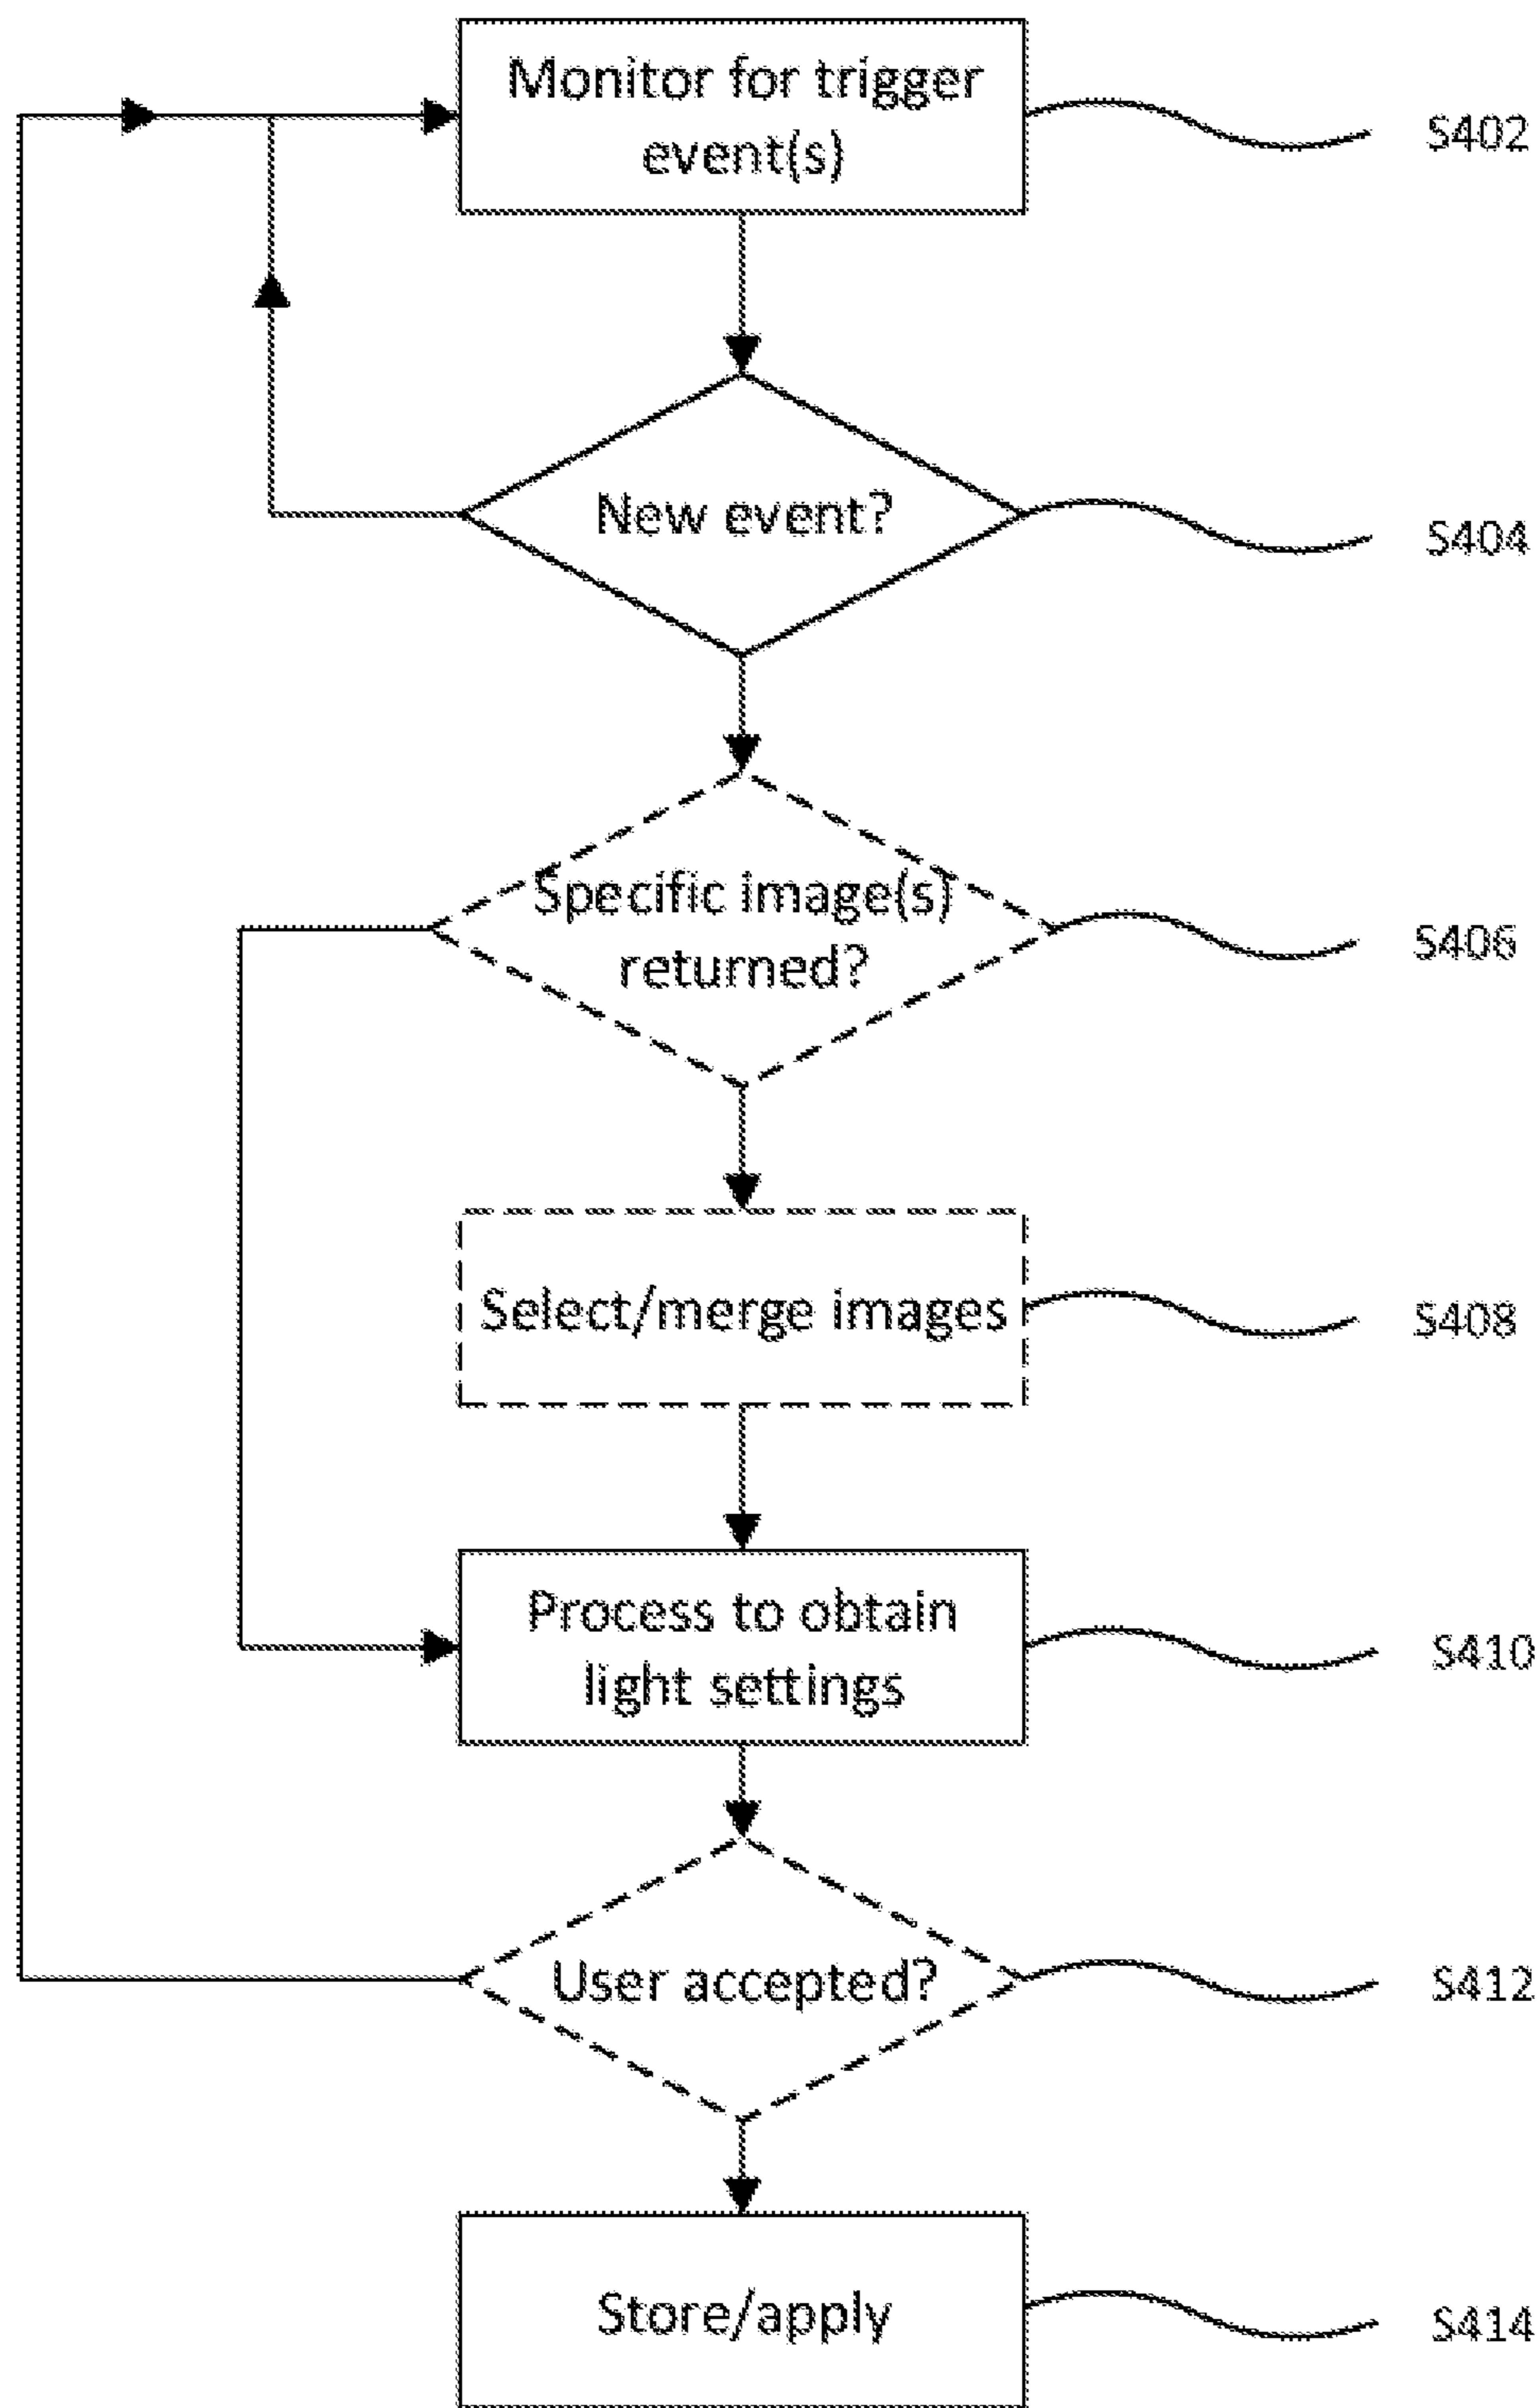 Monitor for trigger
event(s)
S402
New event?
S404
Specific image(s)
returned?
S406
Select/merge images
S408
Process to obtain
light settings
S410
User accepted?
S412
Store/apply
S414